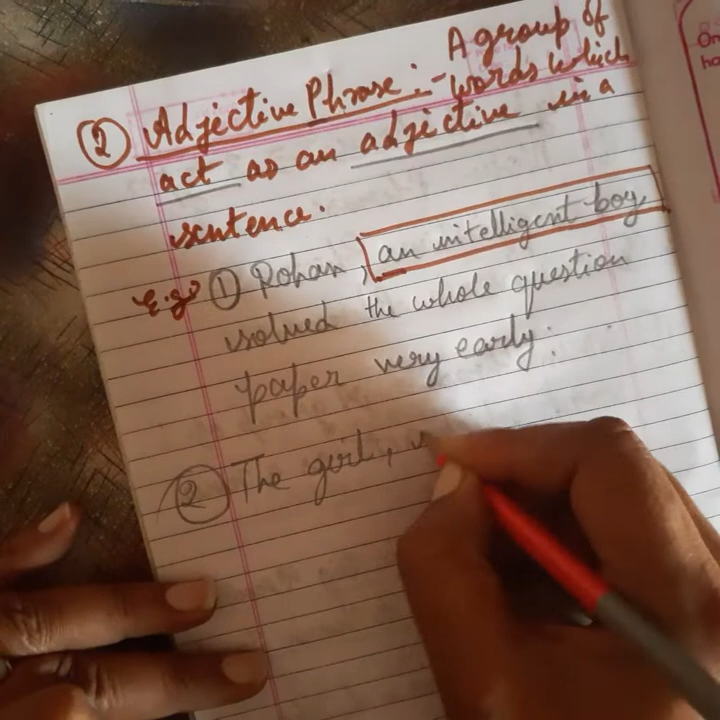 ② Adjective Phrase :- A group of
words which
act as an adjective in a
sentence.
E.g. ① Rohan, an intelligent boy
solved the whole question
paper very early.
② The girl,
On